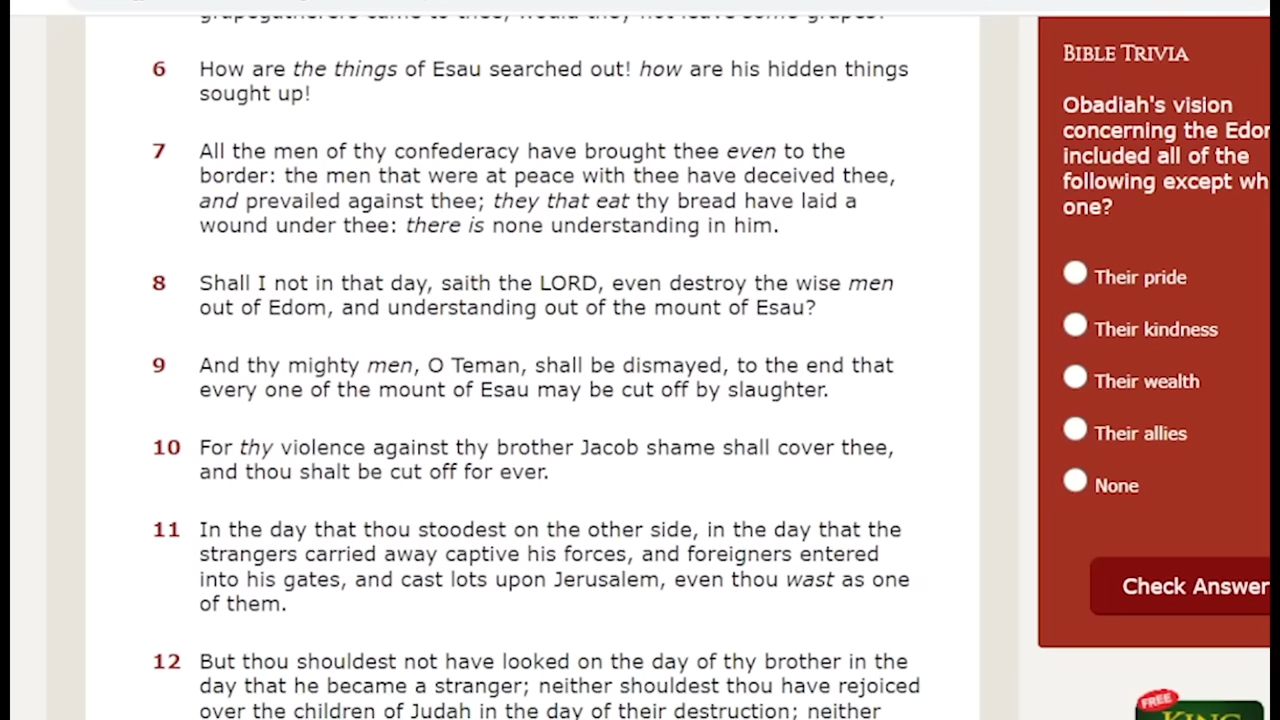 grapegatherers came to thee, would they not leave some grapes?
6 How are the things of Esau searched out! how are his hidden things
sought up!
7 All the men of thy confederacy have brought thee even to the
border: the men that were at peace with thee have deceived thee,
and prevailed against thee; they that eat thy bread have laid a
wound under thee: there is none understanding in him.
8 Shall I not in that day, saith the LORD, even destroy the wise men
out of Edom, and understanding out of the mount of Esau?
9 And thy mighty men, O Teman, shall be dismayed, to the end that
every one of the mount of Esau may be cut off by slaughter.
10 For thy violence against thy brother Jacob shame shall cover thee,
and thou shalt be cut off for ever.
11 In the day that thou stoodest on the other side, in the day that the
strangers carried away captive his forces, and foreigners entered
into his gates, and cast lots upon Jerusalem, even thou wast as one
of them.
12 But thou shouldest not have looked on the day of thy brother in the
day that he became a stranger; neither shouldest thou have rejoiced
over the children of Judah in the day of their destruction; neither
BIBLE TRIVIA
Obadiah's vision
concerning the Edo
included all of the
following except wh
one?
Their pride
Their kindness
Their wealth
Their allies
None
Check Answer
FREE
KING